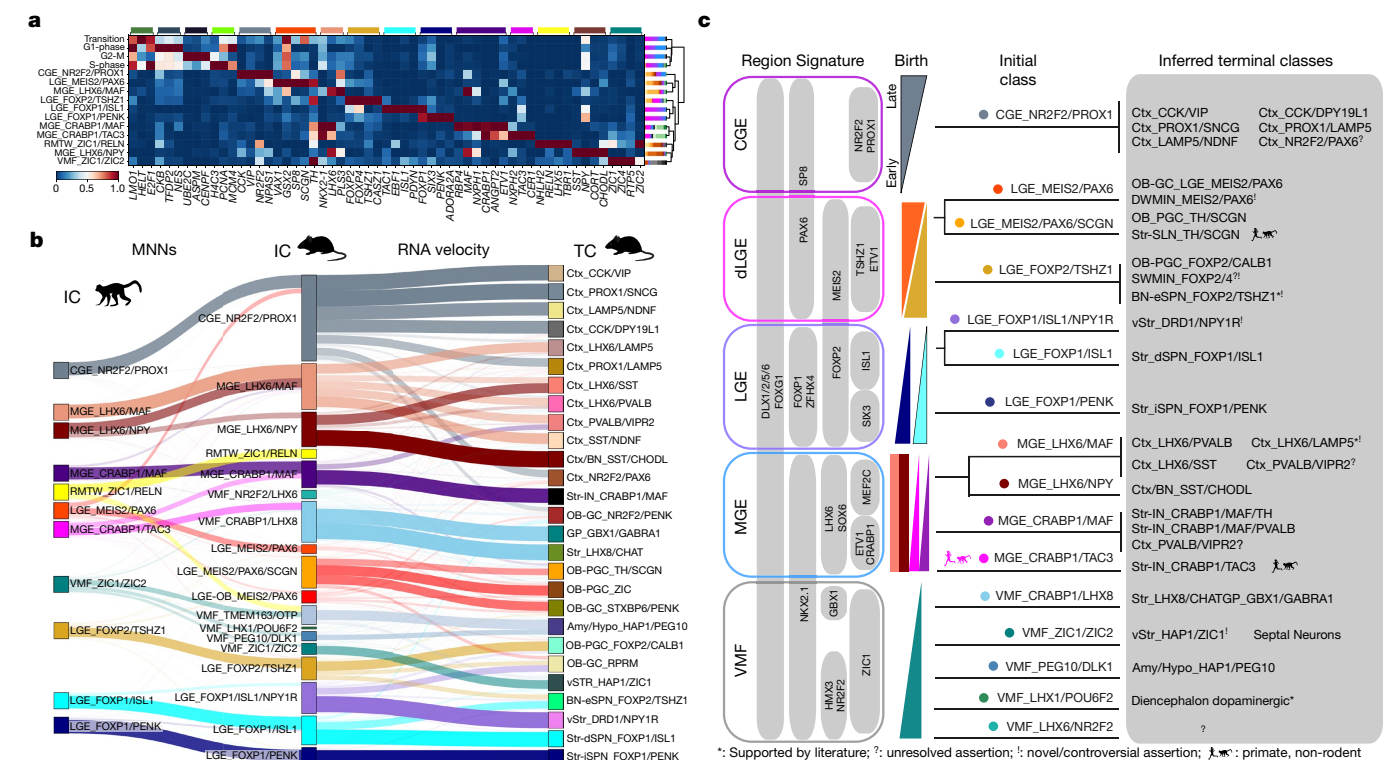 a
Transition
G1-phase
G2-M
S-phase
CGE_NR2F2/PROX1
LGE_MEIS2/PAX6
MGE_LHX6/MAF
LGE_FOXP2/TSHZ1
LGE_FOXP1/ISL1
LGE_FOXP1/PENK
MGE_CRABP1/MAF
MGE_CRABP1/TAC3
RMTW_ZIC1/RELN
MGE_LHX6/NPY
VMF_ZIC1/ZIC2
0 0.5 1.0
b
MNNs
IC
RNA velocity
TC
IC
CGE_NR2F2/PROX1
MGE_LHX6/MAF
MGE_LHX6/NPY
MGE_CRABP1/MAF
RMTW_ZIC1/RELN
LGE_MEIS2/PAX6
MGE_CRABP1/TAC3
VMF_ZIC1/ZIC2
LGE_FOXP2/TSHZ1
LGE_FOXP1/ISL1
LGE_FOXP1/PENK
CGE_NR2F2/PROX1
MGE_LHX6/MAF
MGE_LHX6/NPY
RMTW_ZIC1/RELN
MGE_CRABP1/MAF
VMF_NR2F2/LHX6
VMF_CRABP1/LHX8
LGE_MEIS2/PAX6
LGE_MEIS2/PAX6/SCGN
LGE-OB_MEIS2/PAX6
VMF_TMEM163/OTP
VMF_LHX1/POU6F2
VMF_PEG10/DLK1
VMF_ZIC1/ZIC2
LGE_FOXP2/TSHZ1
LGE_FOXP1/ISL1/NPY1R
LGE_FOXP1/ISL1
LGE_FOXP1/PENK
Ctx_CCK/VIP
Ctx_PROX1/SNCG
Ctx_LAMP5/NDNF
Ctx_CCK/DPY19L1
Ctx_LHX6/LAMP5
Ctx_PROX1/LAMP5
Ctx_LHX6/SST
Ctx_LHX6/PVALB
Ctx_PVALB/VIPR2
Ctx_SST/NDNF
Ctx/BN_SST/CHODL
Ctx_NR2F2/PAX6
Str-IN_CRABP1/MAF
OB-GC_NR2F2/PENK
GP_GBX1/GABRA1
Str_LHX8/CHAT
OB-PGC_TH/SCGN
OB-PGC_ZIC
OB-GC_STXBP6/PENK
Amy/Hypo_HAP1/PEG10
OB-PGC_FOXP2/CALB1
OB-GC_RPRM
vSTR_HAP1/ZIC1
BN-eSPN_FOXP2/TSHZ1
vStr_DRD1/NPY1R
Str-dSPN_FOXP1/ISL1
Str-iSPN_FOXP1/PENK
c
Region Signature
Birth
Initial
class
Inferred terminal classes
CGE
dLGE
LGE
MGE
VMF
DLX1/2/5/6
FOXG1
SP8
PAX6
FOXP1
ZFHX4
NKX2.1
MEIS2
FOXP2
LHX6
SOX6
GBX1
HMX3
NR2F2
NR2F2
PROX1
TSHZ1
ETV1
ISL1
SIX3
MEF2C
ETV1
CRABP1
ZIC1
Late
Early
CGE_NR2F2/PROX1
LGE_MEIS2/PAX6
LGE_MEIS2/PAX6/SCGN
LGE_FOXP2/TSHZ1
LGE_FOXP1/ISL1/NPY1R
LGE_FOXP1/ISL1
LGE_FOXP1/PENK
MGE_LHX6/MAF
MGE_LHX6/NPY
MGE_CRABP1/MAF
MGE_CRABP1/TAC3
VMF_CRABP1/LHX8
VMF_ZIC1/ZIC2
VMF_PEG10/DLK1
VMF_LHX1/POU6F2
VMF_LHX6/NR2F2
Ctx_CCK/VIP Ctx_CCK/DPY19L1
Ctx_PROX1/SNCG Ctx_PROX1/LAMP5
Ctx_LAMP5/NDNF Ctx_NR2F2/PAX6?
OB-GC_LGE_MEIS2/PAX6
DWMIN_MEIS2/PAX6!
OB_PGC_TH/SCGN
Str-SLN_TH/SCGN
OB-PGC_FOXP2/CALB1
SWMIN_FOXP2/4?!
BN-eSPN_FOXP2/TSHZ1*!
vStr_DRD1/NPY1R!
Str_dSPN_FOXP1/ISL1
Str_iSPN_FOXP1/PENK
Ctx_LHX6/PVALB Ctx_LHX6/LAMP5*!
Ctx_LHX6/SST Ctx_PVALB/VIPR2?
Ctx/BN_SST/CHODL
Str-IN_CRABP1/MAF/TH
Str-IN_CRABP1/MAF/PVALB
Ctx_PVALB/VIPR2?
Str-IN_CRABP1/TAC3
Str_LHX8/CHATGP_GBX1/GABRA1
vStr_HAP1/ZIC1! Septal Neurons
Amy/Hypo_HAP1/PEG10
Diencephalon dopaminergic*
?
*: Supported by literature; ?: unresolved assertion; !: novel/controversial assertion; : primate, non-rodent